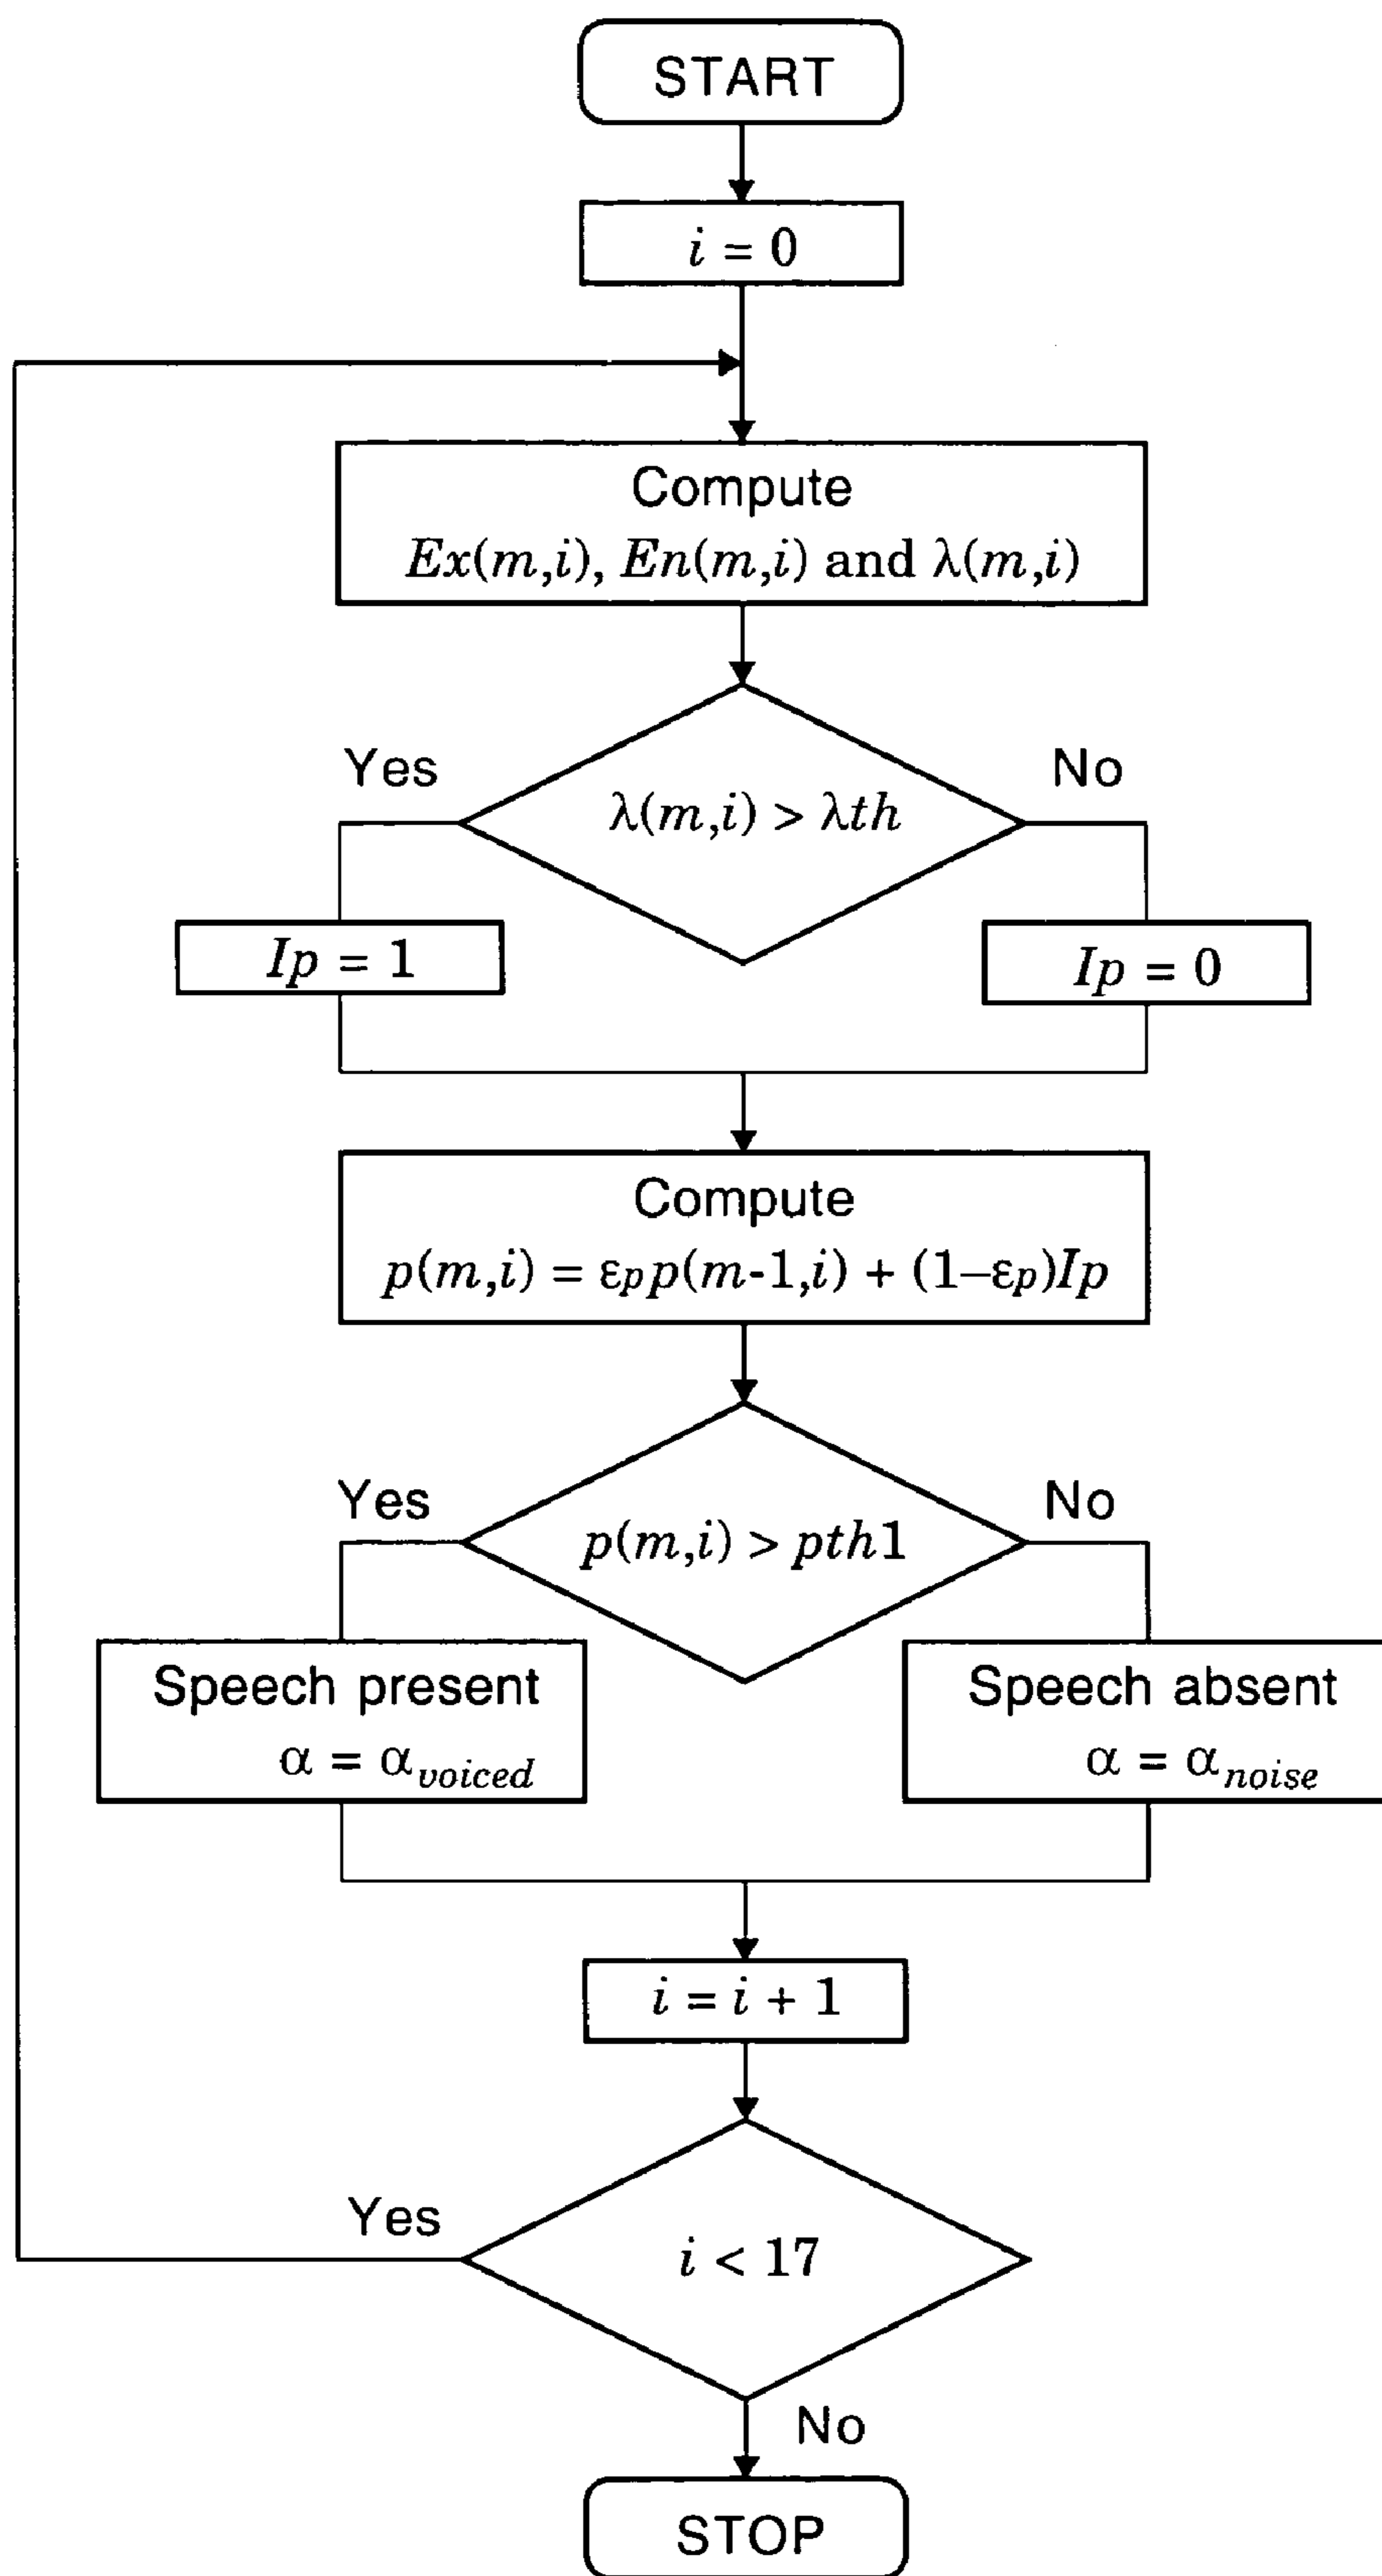 START
i = 0
Compute
Ex(m,i), En(m,i) and λ(m,i)
Yes
No
λ(m,i) > λth
Ip = 1
Ip = 0
Compute
p(m,i) = εpp(m-1,i) + (1–εp)Ip
Yes
No
p(m,i) > pth1
Speech present
α = αvoiced
Speech absent
α = αnoise
i = i + 1
Yes
i < 17
No
STOP